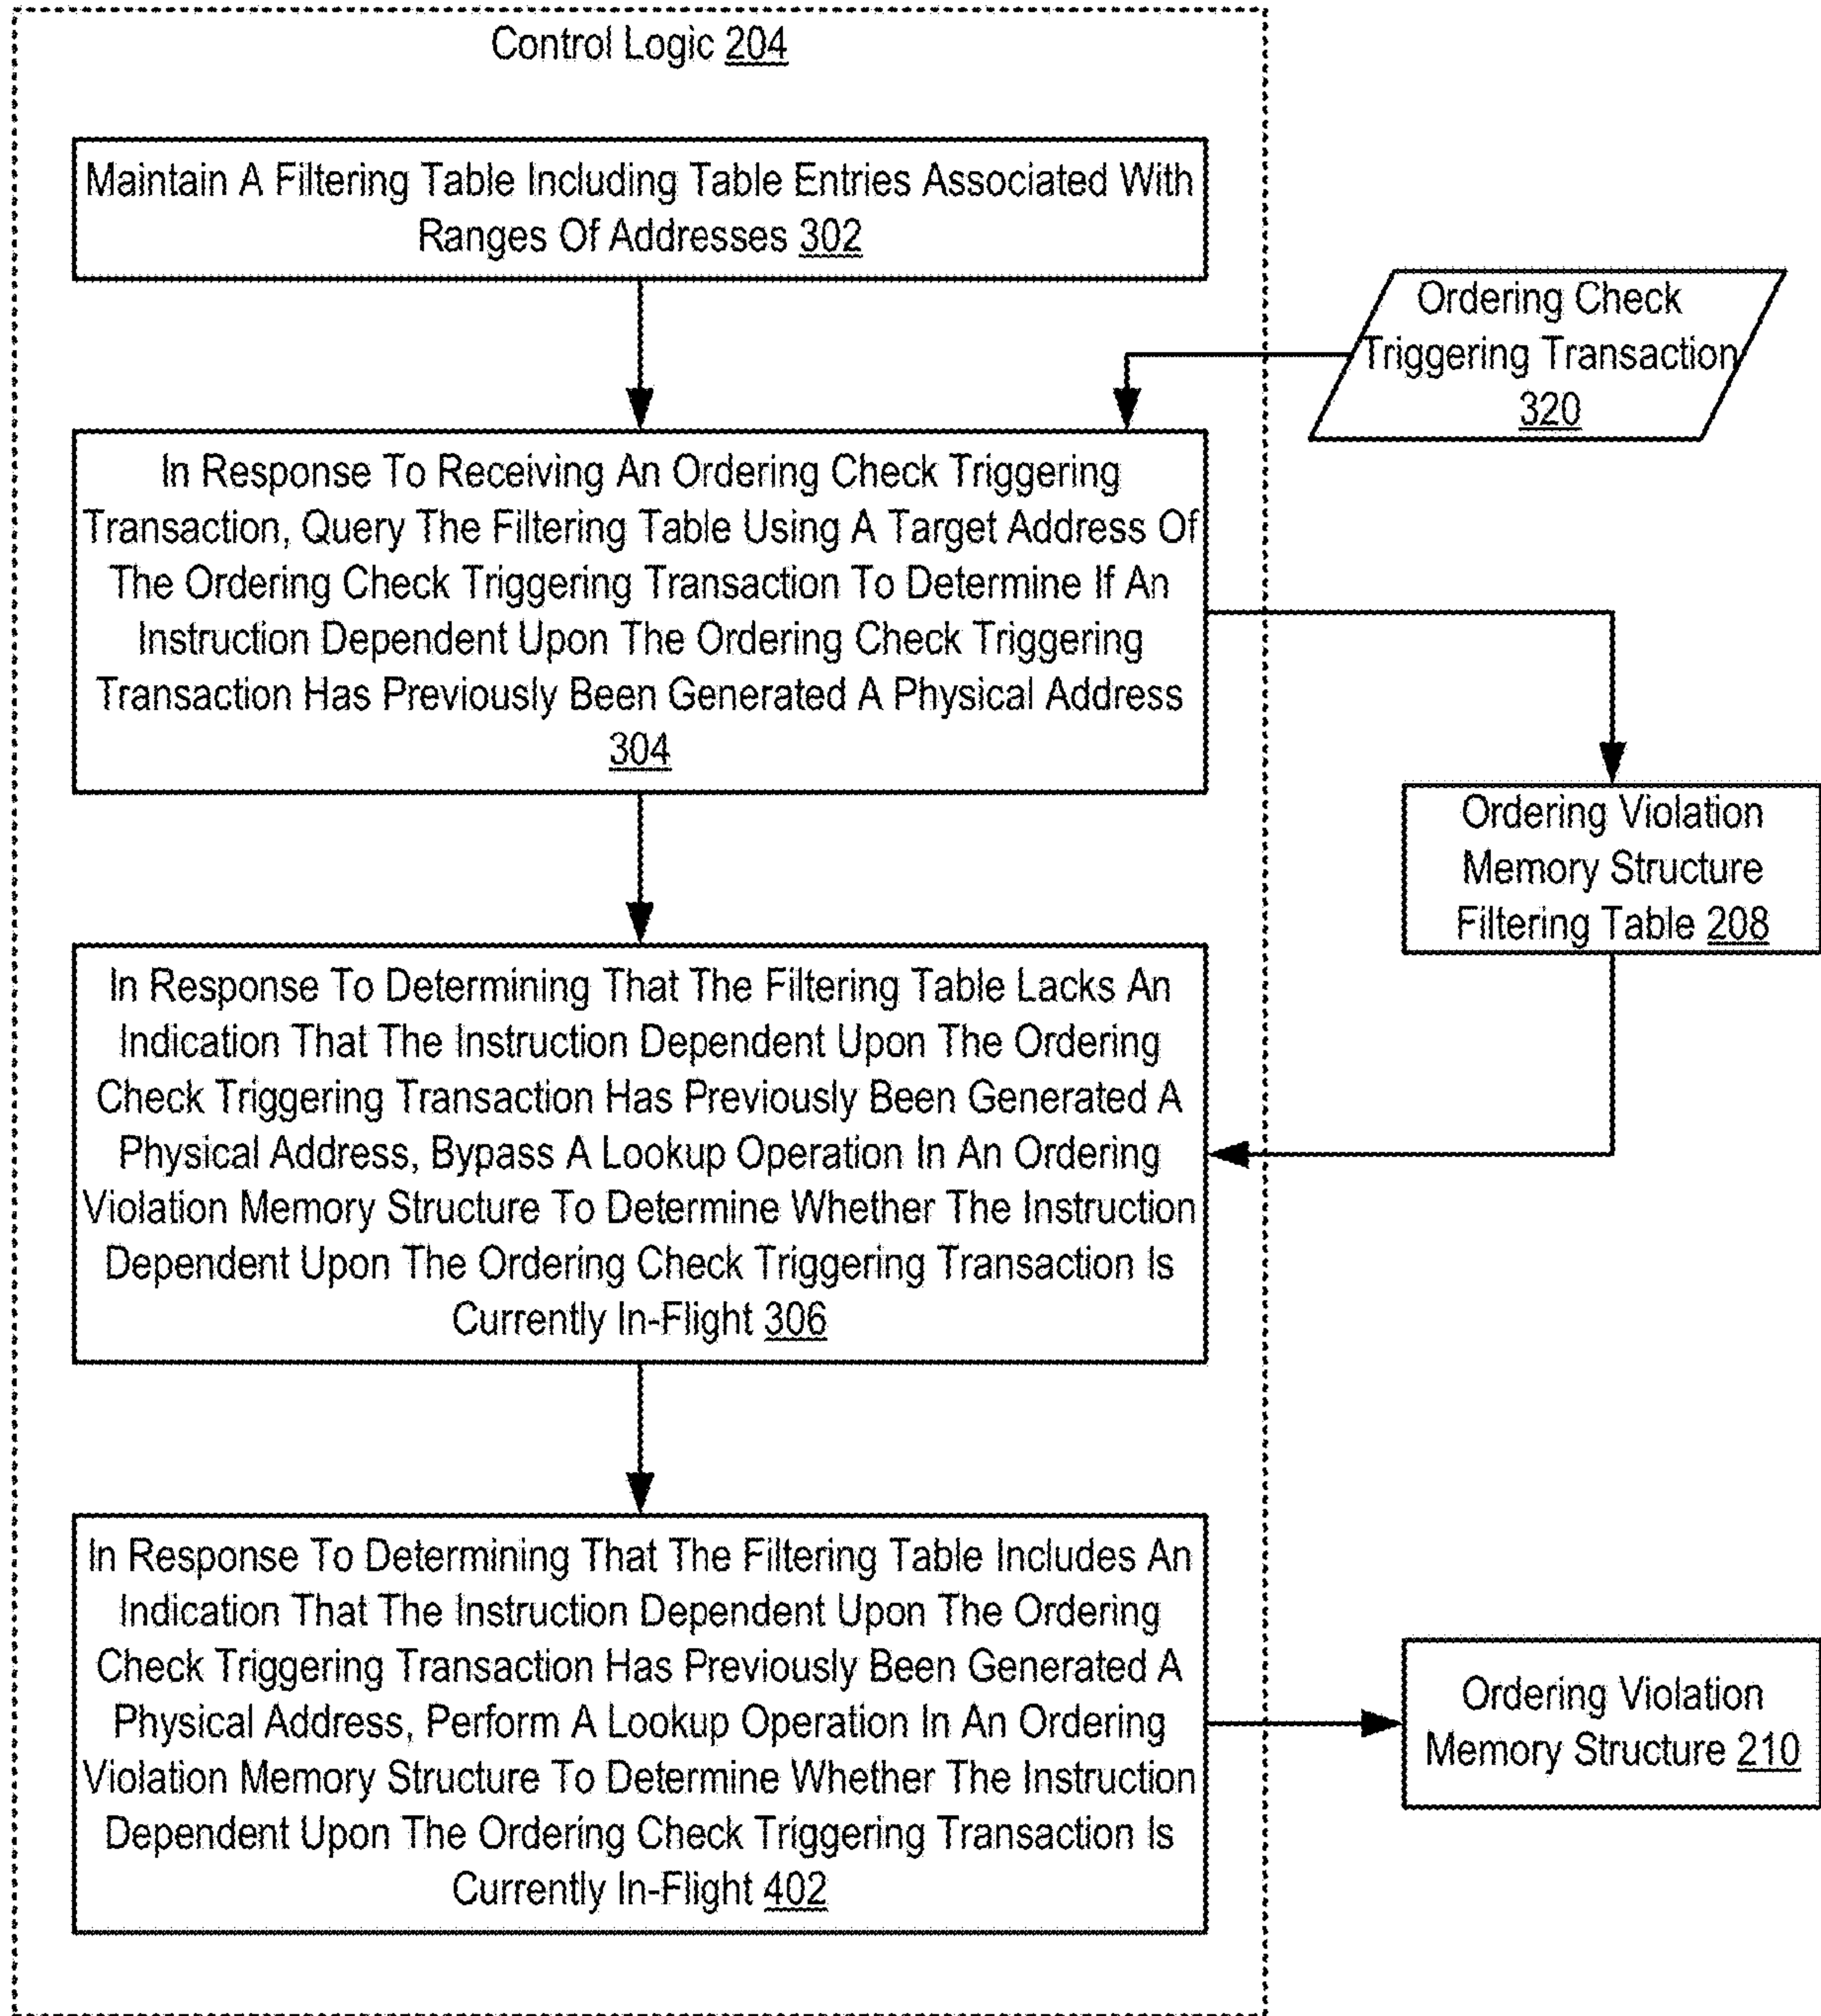 Control Logic 204
Maintain A Filtering Table Including Table Entries Associated With
Ranges Of Addresses 302
Ordering Check
Triggering Transaction
320
In Response To Receiving An Ordering Check Triggering
Transaction, Query The Filtering Table Using A Target Address Of
The Ordering Check Triggering Transaction To Determine If An
Instruction Dependent Upon The Ordering Check Triggering
Transaction Has Previously Been Generated A Physical Address
304
Ordering Violation
Memory Structure
Filtering Table 208
In Response To Determining That The Filtering Table Lacks An
Indication That The Instruction Dependent Upon The Ordering
Check Triggering Transaction Has Previously Been Generated A
Physical Address, Bypass A Lookup Operation In An Ordering
Violation Memory Structure To Determine Whether The Instruction
Dependent Upon The Ordering Check Triggering Transaction Is
Currently In-Flight 306
In Response To Determining That The Filtering Table Includes An
Indication That The Instruction Dependent Upon The Ordering
Check Triggering Transaction Has Previously Been Generated A
Physical Address, Perform A Lookup Operation In An Ordering
Violation Memory Structure To Determine Whether The Instruction
Dependent Upon The Ordering Check Triggering Transaction Is
Currently In-Flight 402
Ordering Violation
Memory Structure 210